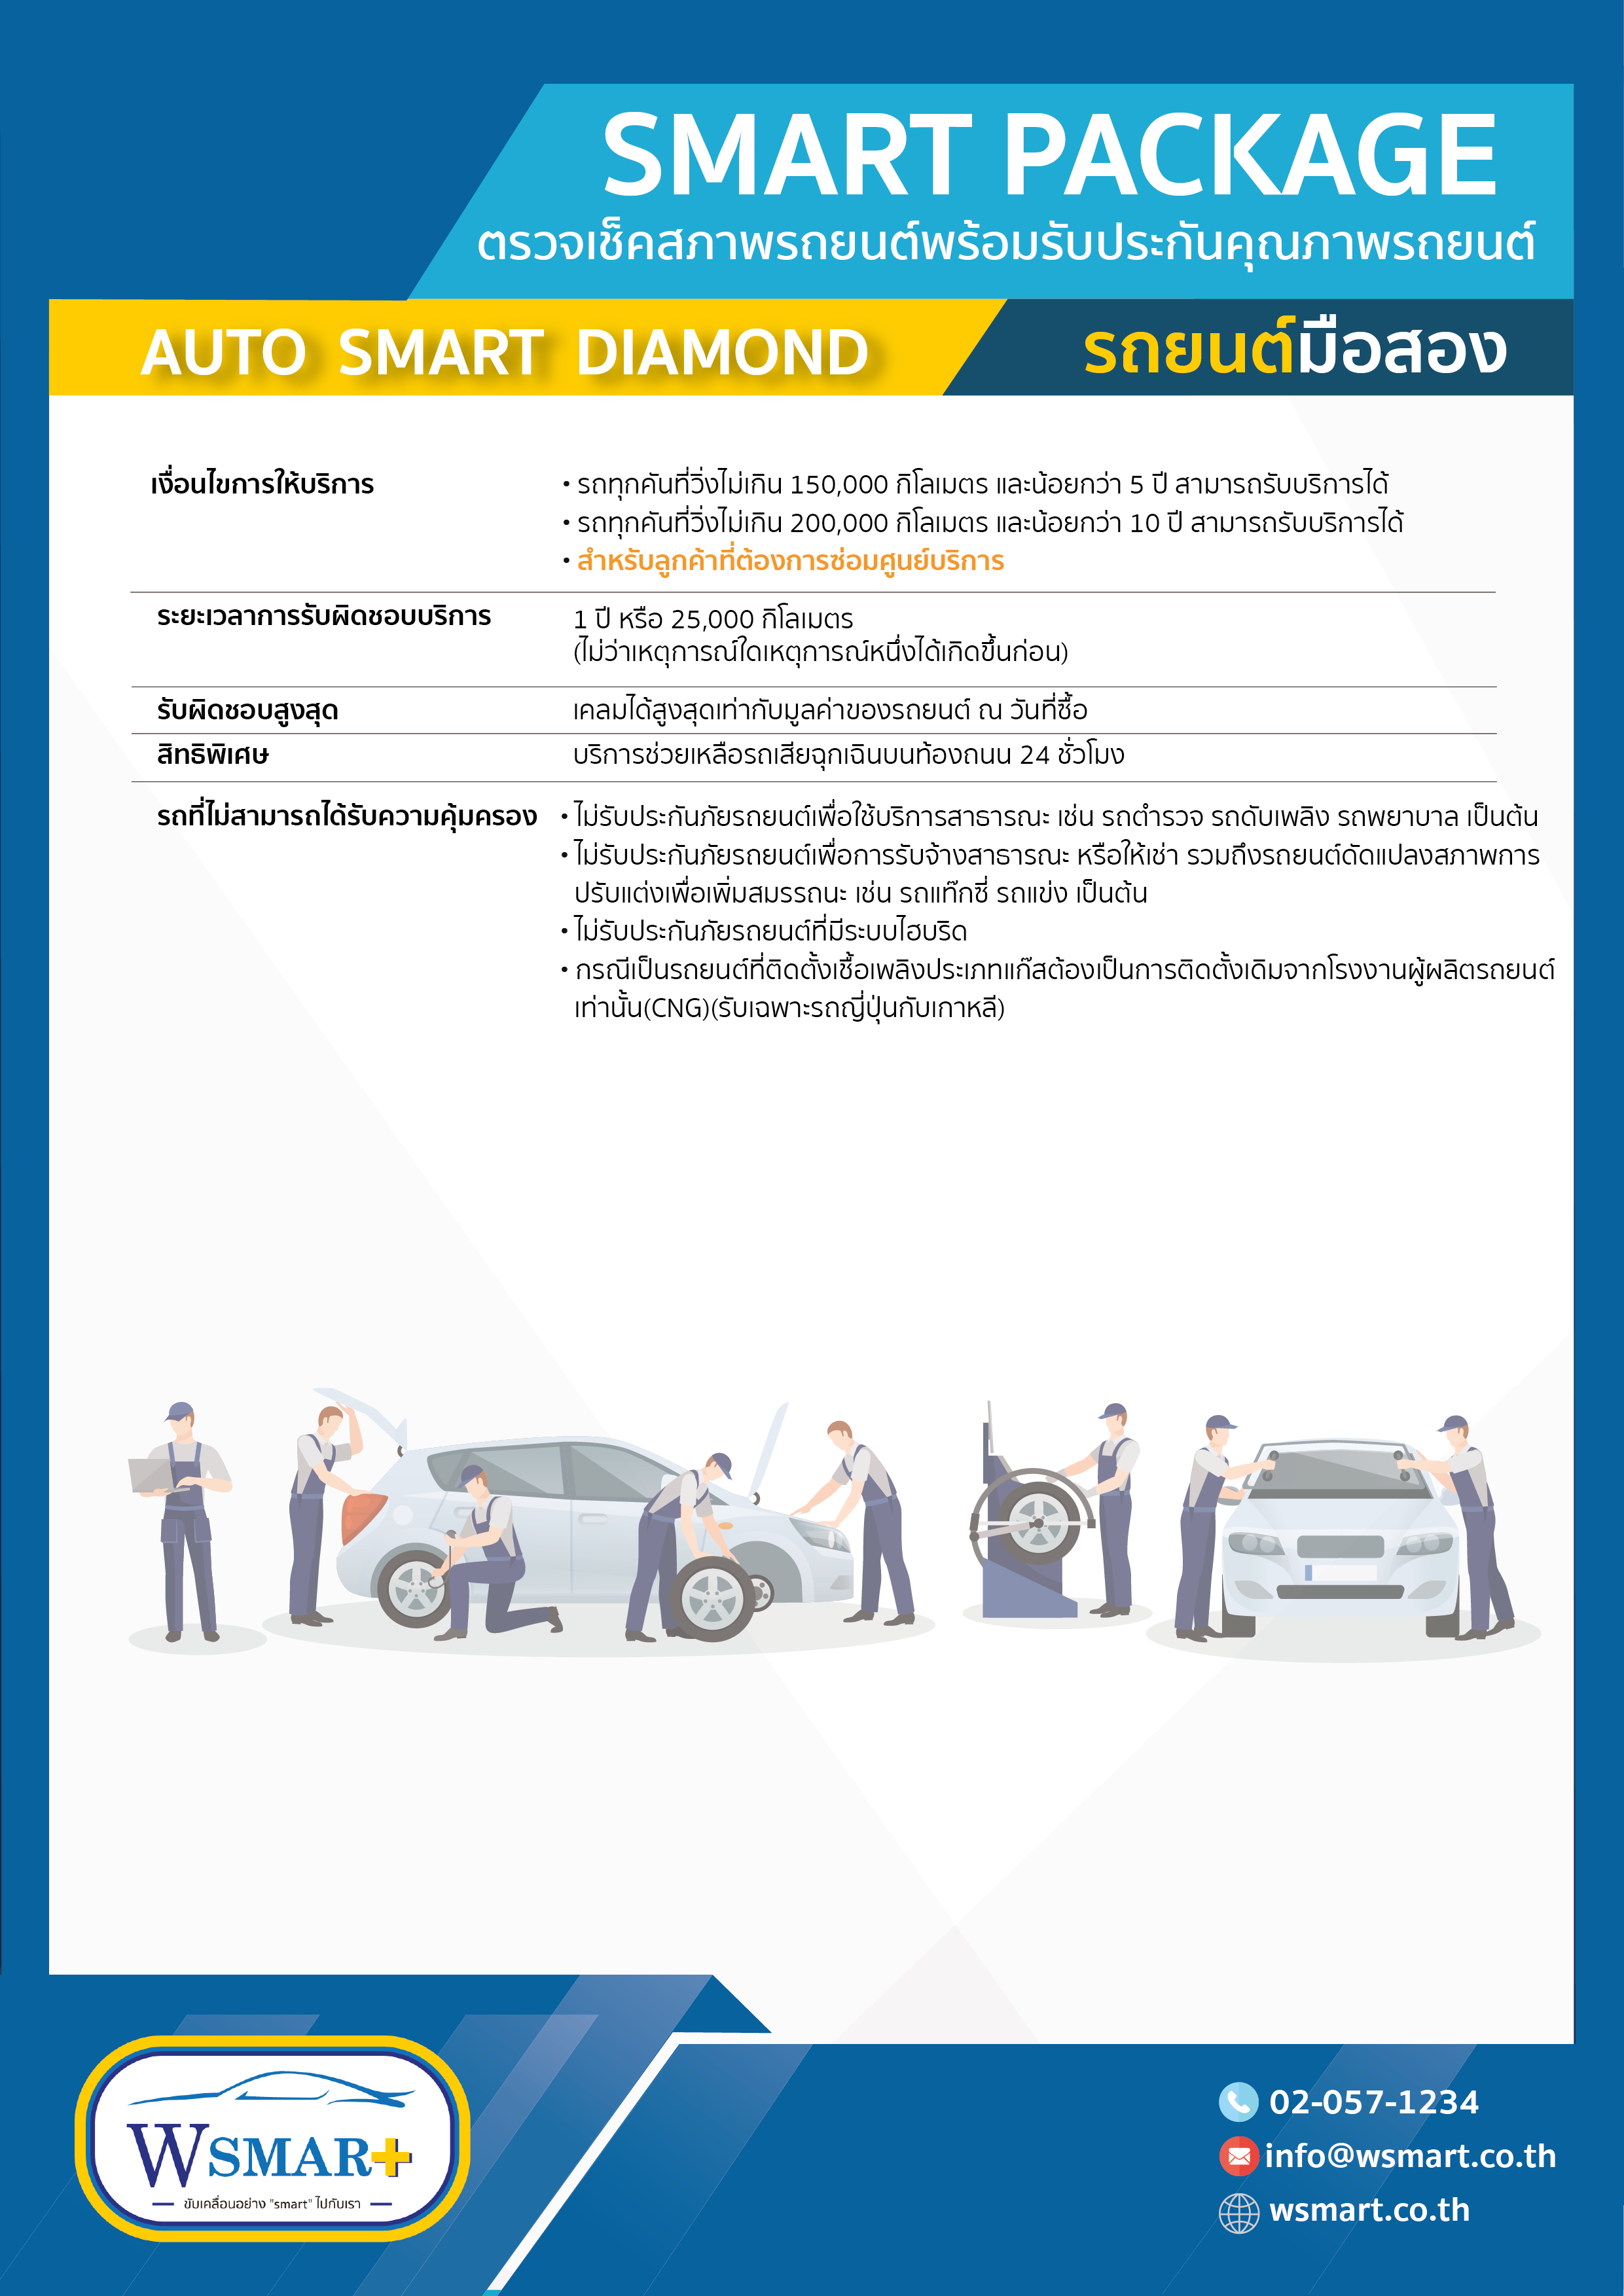 SMART PACKAGE
ตรวจเช็คสภาพรถยนต์พร้อมรับประกันคุณภาพรถยนต์
AUTO SMART DIAMOND
รถยนต์มือสอง
เงื่อนไขการให้บริการ
• รถทุกคันที่วิ่งไม่เกิน 150,000 กิโลเมตร และน้อยกว่า 5 ปี สามารถรับบริการได้
• รถทุกคันที่วิ่งไม่เกิน 200,000 กิโลเมตร และน้อยกว่า 10 ปี สามารถรับบริการได้
• สำหรับลูกค้าที่ต้องการซ่อมศูนย์บริการ
ระยะเวลาการรับผิดชอบบริการ
1 ปี หรือ 25,000 กิโลเมตร
(ไม่ว่าเหตุการณ์ใดเหตุการณ์หนึ่งได้เกิดขึ้นก่อน)
รับผิดชอบสูงสุด
เคลมได้สูงสุดเท่ากับมูลค่าของรถยนต์ ณ วันที่ซื้อ
สิทธิพิเศษ
บริการช่วยเหลือรถเสียฉุกเฉินบนท้องถนน 24 ชั่วโมง
รถที่ไม่สามารถได้รับความคุ้มครอง
• ไม่รับประกันภัยรถยนต์เพื่อใช้บริการสาธารณะ เช่น รถตำรวจ รถดับเพลิง รถพยาบาล เป็นต้น
• ไม่รับประกันภัยรถยนต์เพื่อการรับจ้างสาธารณะ หรือให้เช่า รวมถึงรถยนต์ดัดแปลงสภาพการ
ปรับแต่งเพื่อเพิ่มสมรรถนะ เช่น รถแท๊กซี่ รถแข่ง เป็นต้น
• ไม่รับประกันภัยรถยนต์ที่มีระบบไฮบริด
• กรณีเป็นรถยนต์ที่ติดตั้งเชื้อเพลิงประเภทแก๊สต้องเป็นการติดตั้งเดิมจากโรงงานผู้ผลิตรถยนต์
เท่านั้น(CNG)(รับเฉพาะรถญี่ปุ่นกับเกาหลี)
WSMAR+
ขับเคลื่อนอย่าง "smart" ไปกับเรา
02-057-1234
info@wsmart.co.th
wsmart.co.th